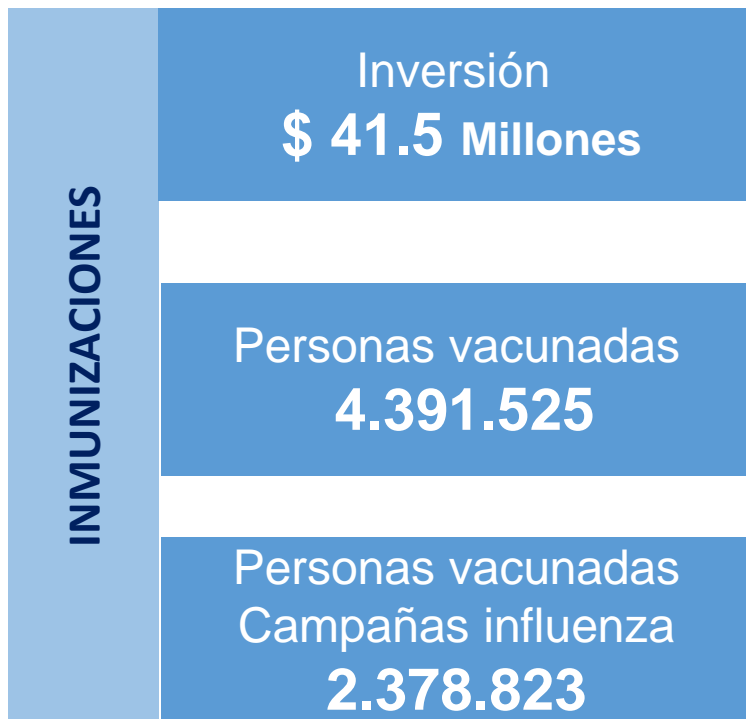 INMUNIZACIONES
Inversión
$ 41.5 Millones
Personas vacunadas
4.391.525
Personas vacunadas
Campañas influenza
2.378.823